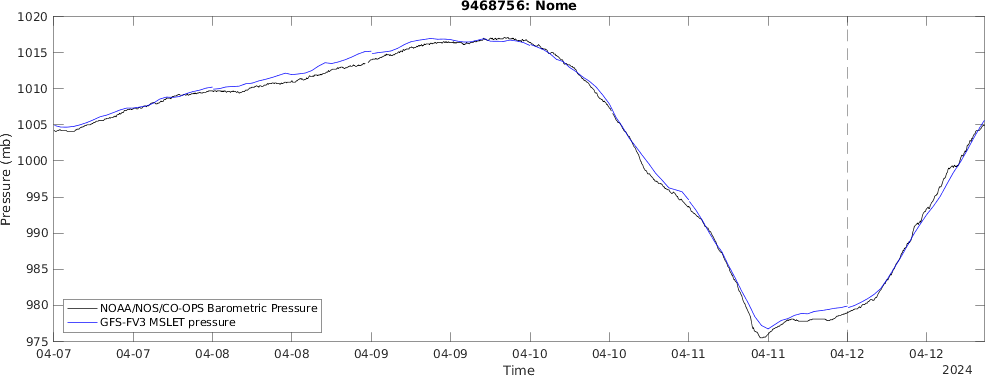 9468756: Nome
1020
1015
1010
1005
1000
995
990
985
980
975
Pressure (mb)
NOAA/NOS/CO-OPS Barometric Pressure
GFS-FV3 MSLET pressure
04-07 04-07 04-08 04-08 04-09 04-09 04-10 04-10 04-11 04-11 04-12 04-12
Time
2024